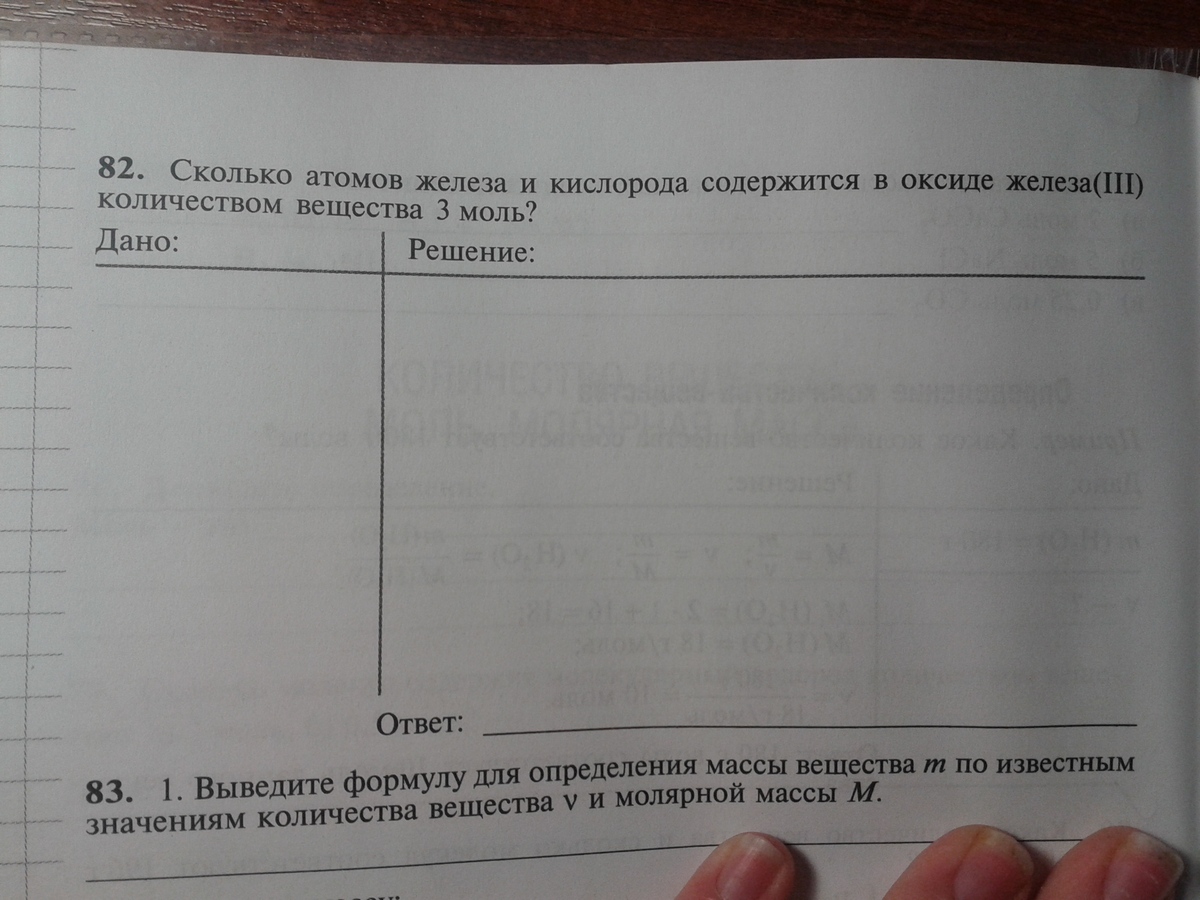 82. Сколько атомов железа и кислорода содержится в оксиде железа(III)
количеством вещества 3 моль?
Дано:
Решение:
Ответ:
83. 1. Выведите формулу для определения массы вещества m по известным
значениям количества вещества ν и молярной массы M.